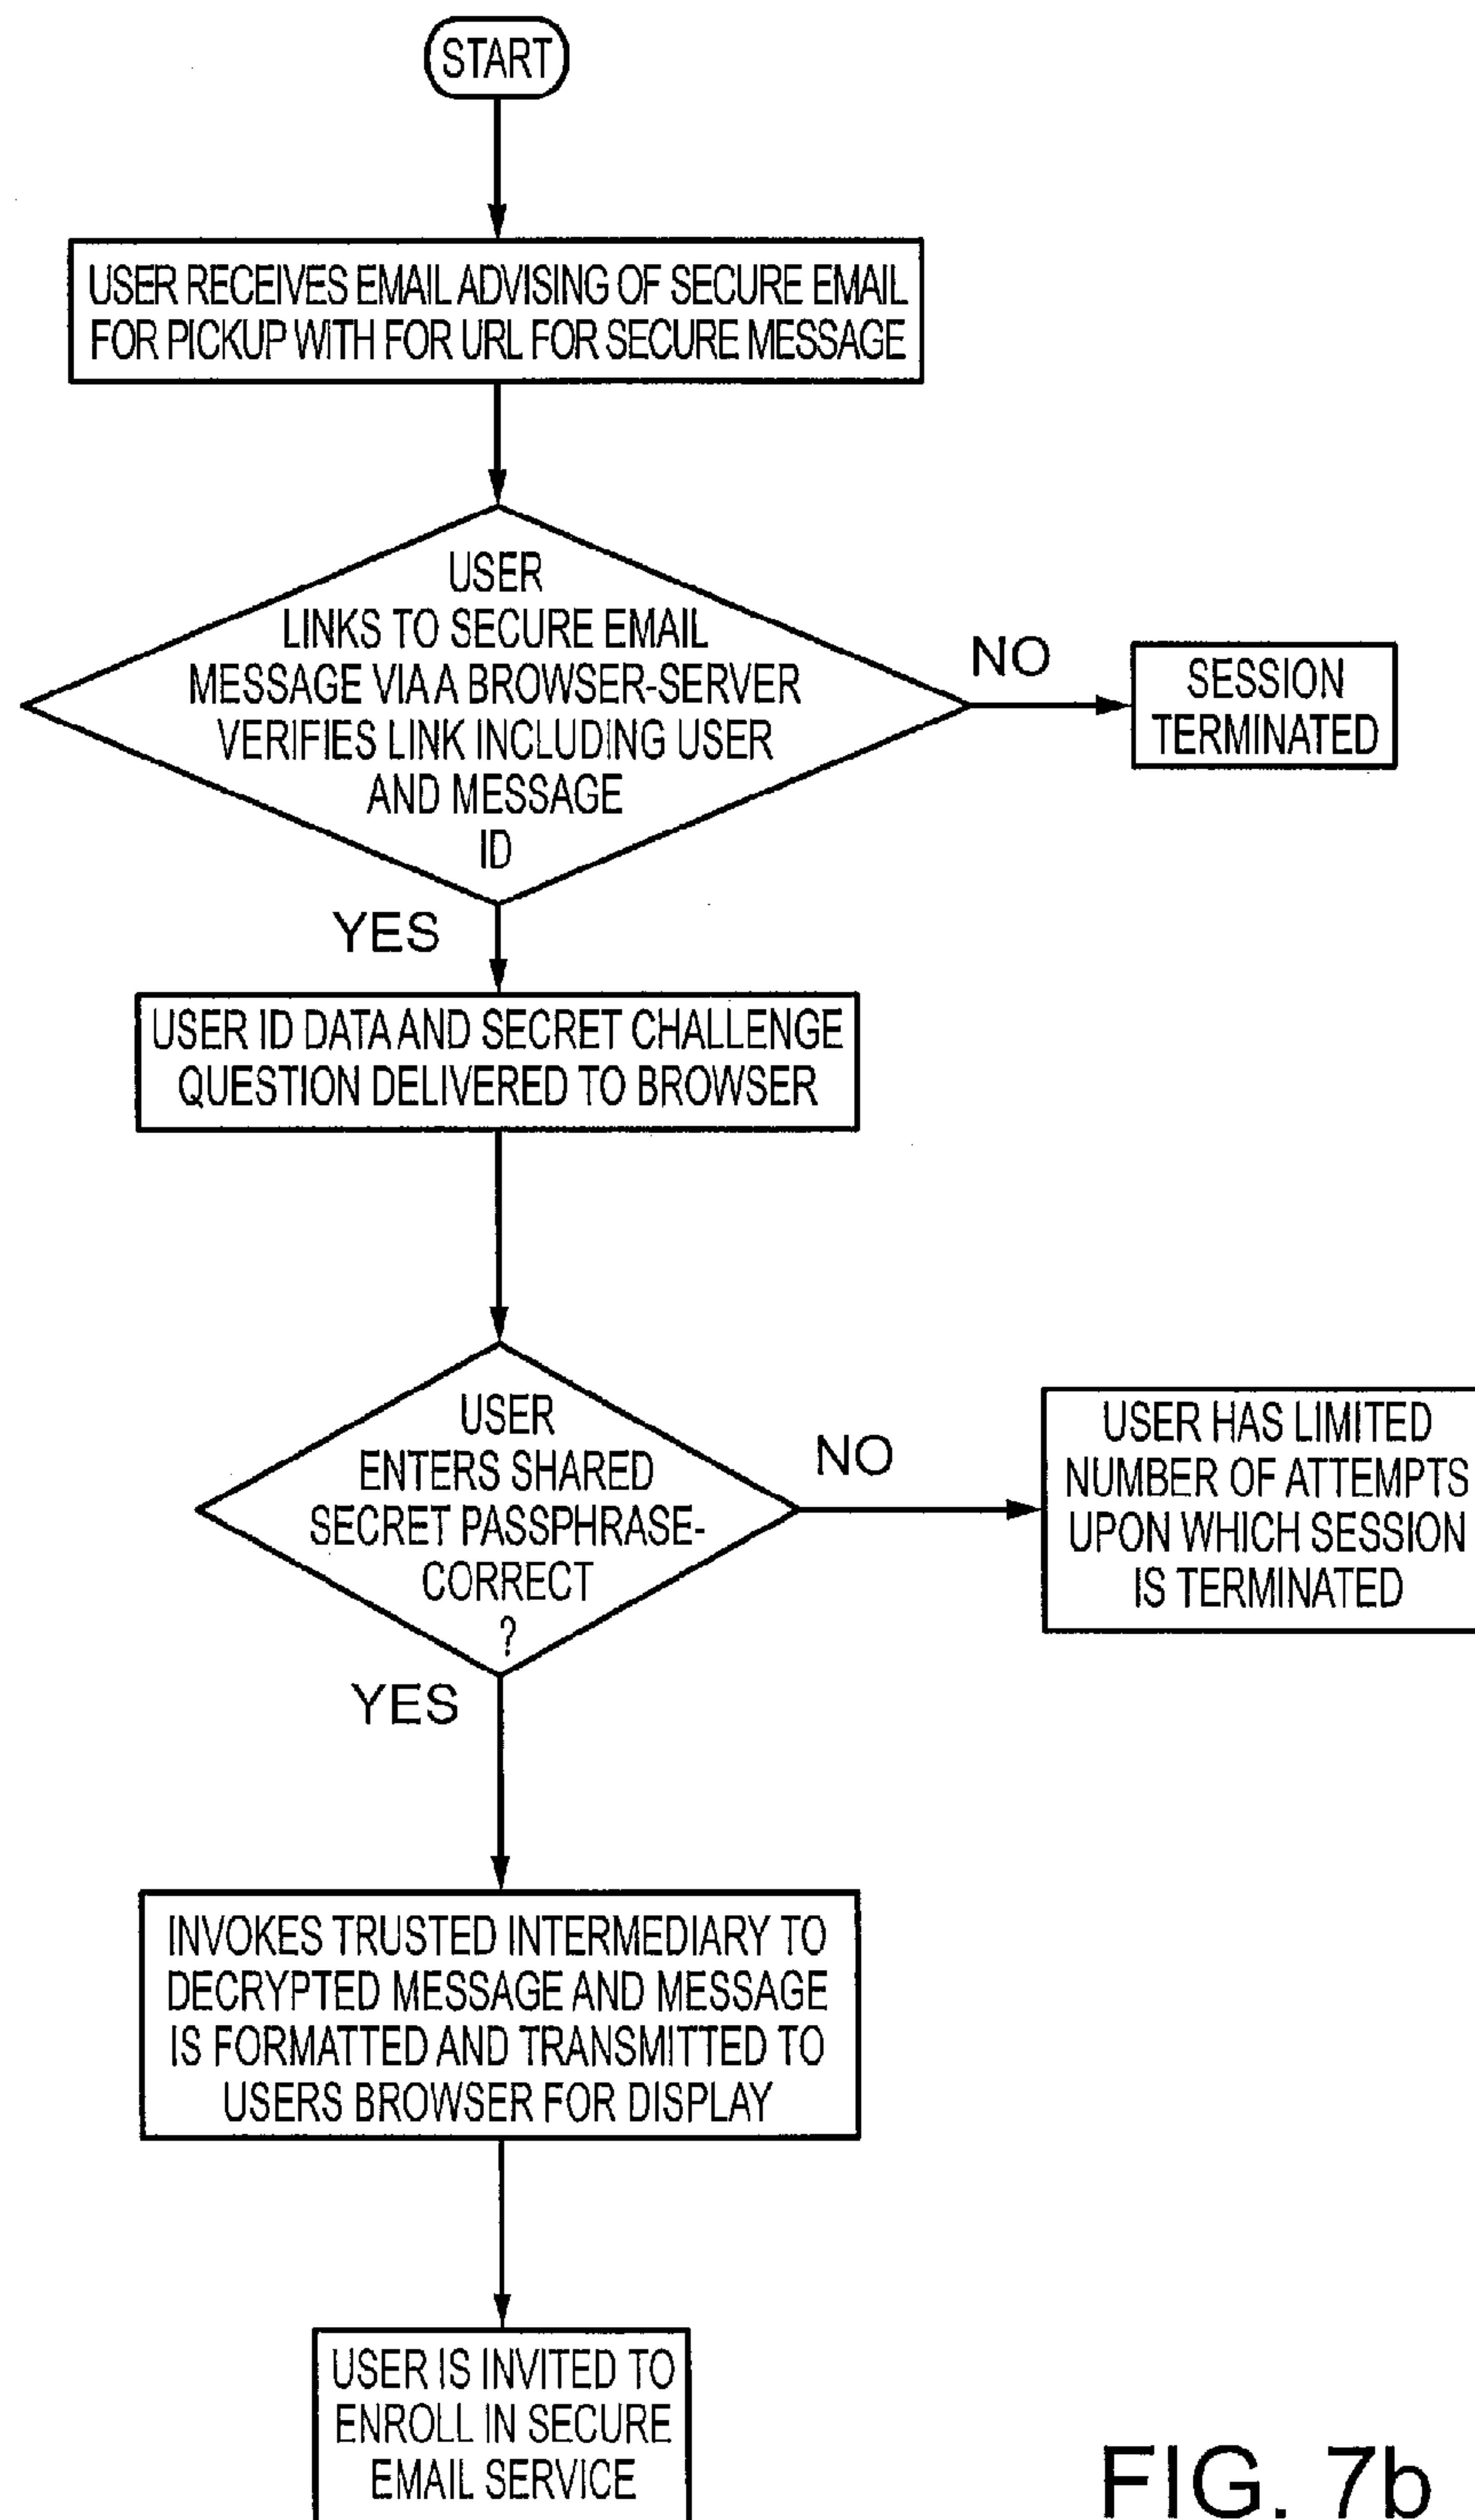 START
USER RECEIVES EMAIL ADVISING OF SECURE EMAIL
FOR PICKUP WITH FOR URL FOR SECURE MESSAGE
USER
LINKS TO SECURE EMAIL
MESSAGE VIA A BROWSER-SERVER
VERIFIES LINK INCLUDING USER
AND MESSAGE
ID
NO
SESSION
TERMINATED
YES
USER ID DATA AND SECRET CHALLENGE
QUESTION DELIVERED TO BROWSER
USER
ENTERS SHARED
SECRET PASSPHRASE-
CORRECT
?
NO
USER HAS LIMITED
NUMBER OF ATTEMPTS
UPON WHICH SESSION
IS TERMINATED
YES
INVOKES TRUSTED INTERMEDIARY TO
DECRYPTED MESSAGE AND MESSAGE
IS FORMATTED AND TRANSMITTED TO
USERS BROWSER FOR DISPLAY
USER IS INVITED TO
ENROLL IN SECURE
EMAIL SERVICE
FIG. 7b